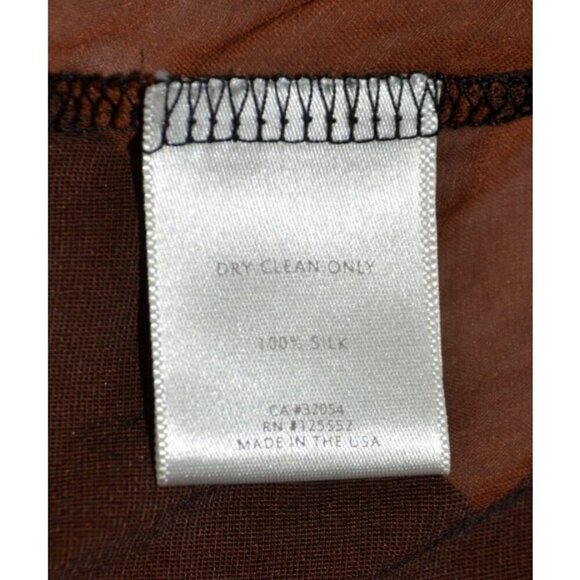 DRY CLEAN ONLY
100% SILK
CA #32054
RN #125552
MADE IN THE USA